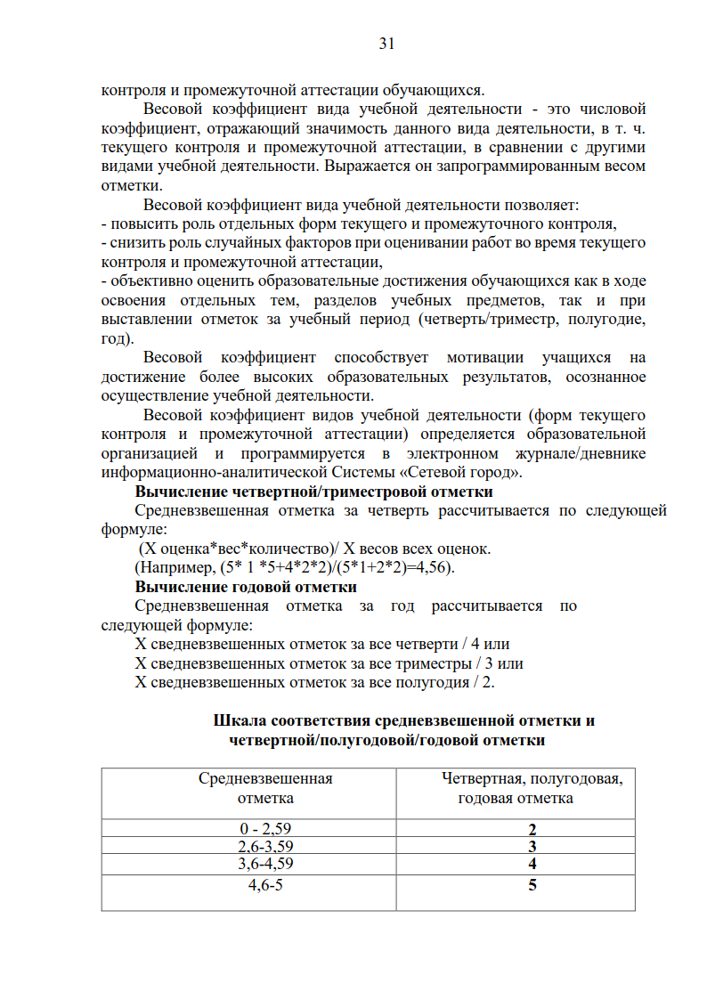 31
контроля и промежуточной аттестации обучающихся.
Весовой коэффициент вида учебной деятельности - это числовой
коэффициент, отражающий значимость данного вида деятельности, в т. ч.
текущего контроля и промежуточной аттестации, в сравнении с другими
видами учебной деятельности. Выражается он запрограммированным весом
отметки.
Весовой коэффициент вида учебной деятельности позволяет:
- повысить роль отдельных форм текущего и промежуточного контроля,
- снизить роль случайных факторов при оценивании работ во время текущего
контроля и промежуточной аттестации,
- объективно оценить образовательные достижения обучающихся как в ходе
освоения отдельных тем, разделов учебных предметов, так и при
выставлении отметок за учебный период (четверть/триместр, полугодие,
год).
Весовой коэффициент способствует мотивации учащихся на
достижение более высоких образовательных результатов, осознанное
осуществление учебной деятельности.
Весовой коэффициент видов учебной деятельности (форм текущего
контроля и промежуточной аттестации) определяется образовательной
организацией и программируется в электронном журнале/дневнике
информационно-аналитической Системы «Сетевой город».
Вычисление четвертной/триместровой отметки
Средневзвешенная отметка за четверть рассчитывается по следующей
формуле:
(X оценка*вес*количество)/ X весов всех оценок.
(Например, (5* 1 *5+4*2*2)/(5*1+2*2)=4,56).
Вычисление годовой отметки
Средневзвешенная отметка за год рассчитывается по
следующей формуле:
X сведневзвешенных отметок за все четверти / 4 или
X сведневзвешенных отметок за все триместры / 3 или
X сведневзвешенных отметок за все полугодия / 2.
Шкала соответствия средневзвешенной отметки и
четвертной/полугодовой/годовой отметки
Средневзвешенная
отметка
Четвертная, полугодовая,
годовая отметка
0 - 2,59
2
2,6-3,59
3
3,6-4,59
4
4,6-5
5